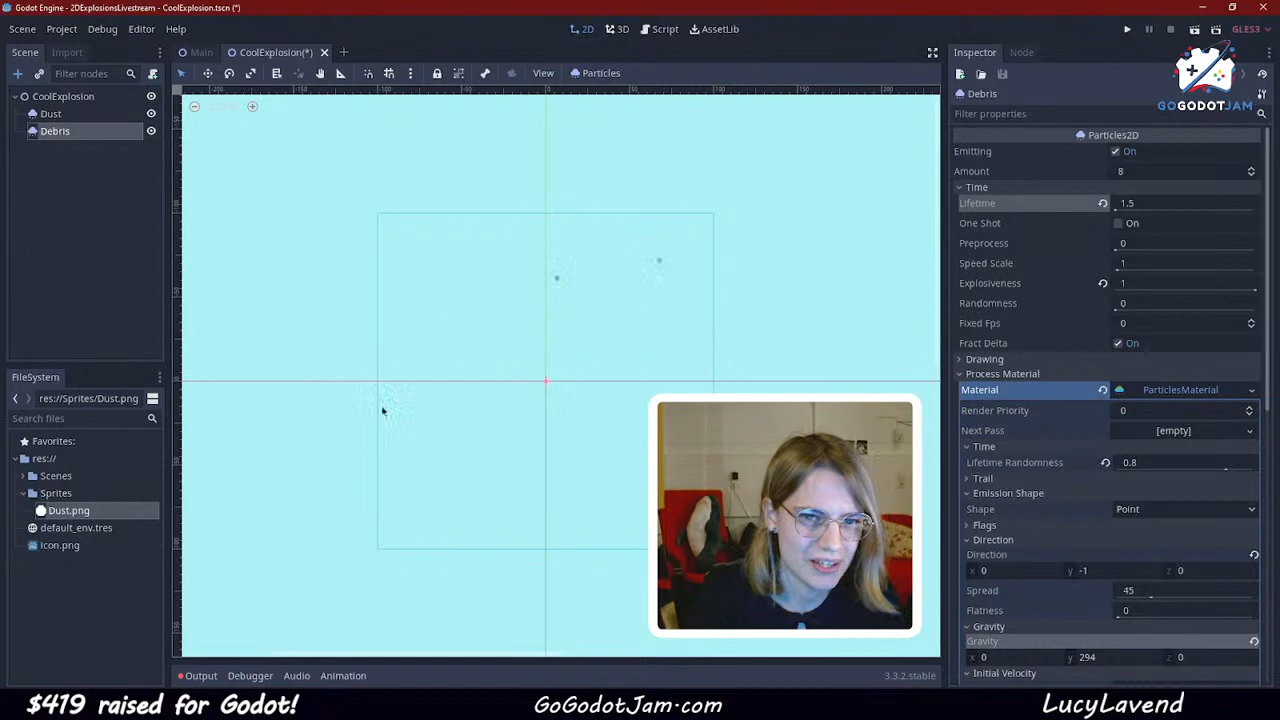 Godot Engine - 2DExplosionsLivestream - CoolExplosion.tscn (*)
Scene Project Debug Editor Help
2D 3D Script AssetLib
GLES3
Scene Import
Main CoolExplosion(*)
Inspector Node
Filter nodes
View Particles
CoolExplosion
Dust
Debris
GOGODOTJAM
Debris
Filter properties
Particles2D
Emitting On
Amount 8
Time
Lifetime 1.5
One Shot On
Preprocess 0
Speed Scale 1
Explosiveness 1
Randomness 0
Fixed Fps 0
Fract Delta On
Drawing
Process Material
Material ParticlesMaterial
Render Priority 0
Next Pass [empty]
Time
Lifetime Randomness 0.8
Trail
Emission Shape
Shape Point
Flags
Direction
Direction
x 0 y -1 z 0
Spread 45
Flatness 0
Gravity
Gravity
x 0 y 294 z 0
Initial Velocity
FileSystem
res://Sprites/Dust.png
Search files
Favorites:
res://
Scenes
Sprites
Dust.png
default_env.tres
icon.png
Output Debugger Audio Animation
3.3.2.stable
$419 raised for Godot!
GoGodotJam.com
LucyLavend